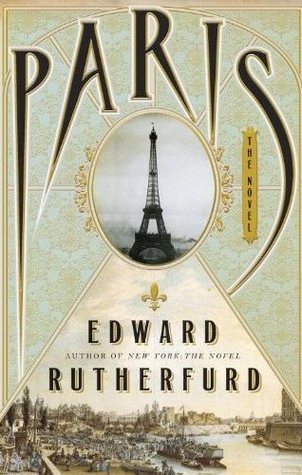 PARIS
THE NOVEL
EDWARD
AUTHOR OF NEW YORK: THE NOVEL
RUTHERFURD